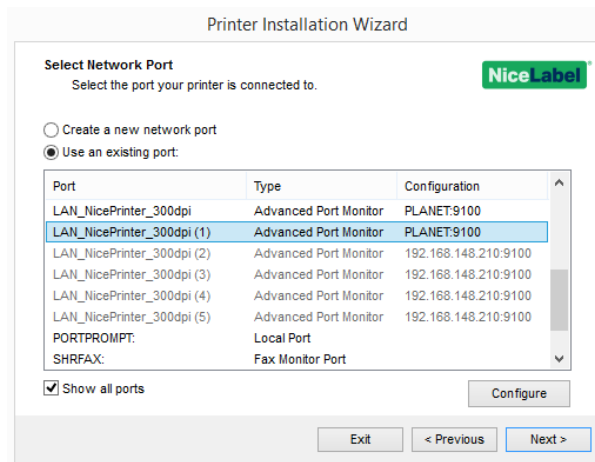 Printer Installation Wizard
Select Network Port
Select the port your printer is connected to.
NiceLabel
Create a new network port
Use an existing port:
Port Type Configuration
LAN_NicePrinter_300dpi Advanced Port Monitor PLANET:9100
LAN_NicePrinter_300dpi (1) Advanced Port Monitor PLANET:9100
LAN_NicePrinter_300dpi (2) Advanced Port Monitor 192.168.148.210:9100
LAN_NicePrinter_300dpi (3) Advanced Port Monitor 192.168.148.210:9100
LAN_NicePrinter_300dpi (4) Advanced Port Monitor 192.168.148.210:9100
LAN_NicePrinter_300dpi (5) Advanced Port Monitor 192.168.148.210:9100
PORTPROMPT: Local Port
SHRFAX: Fax Monitor Port
Show all ports
Configure
Exit < Previous Next >